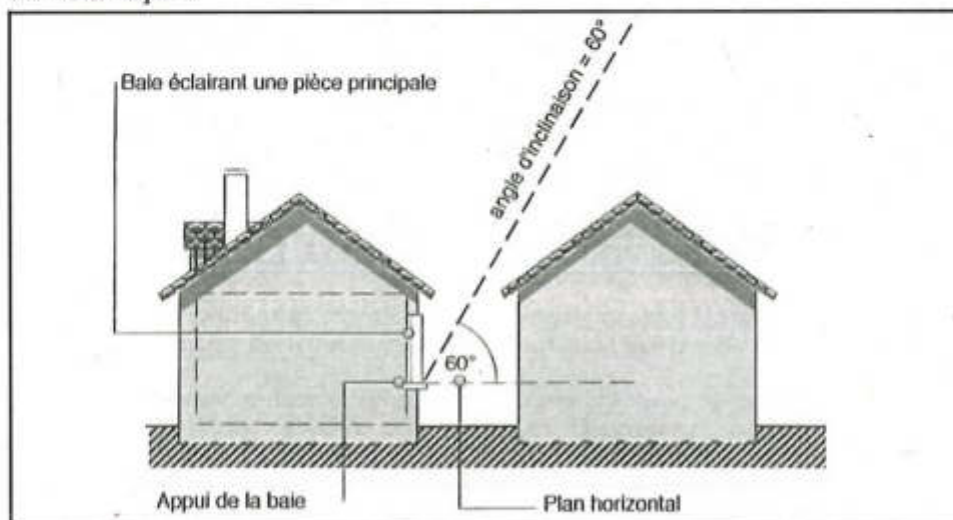 Baie éclairant une pièce principale
angle d'inclinaison = 60°
60°
Appui de la baie
Plan horizontal